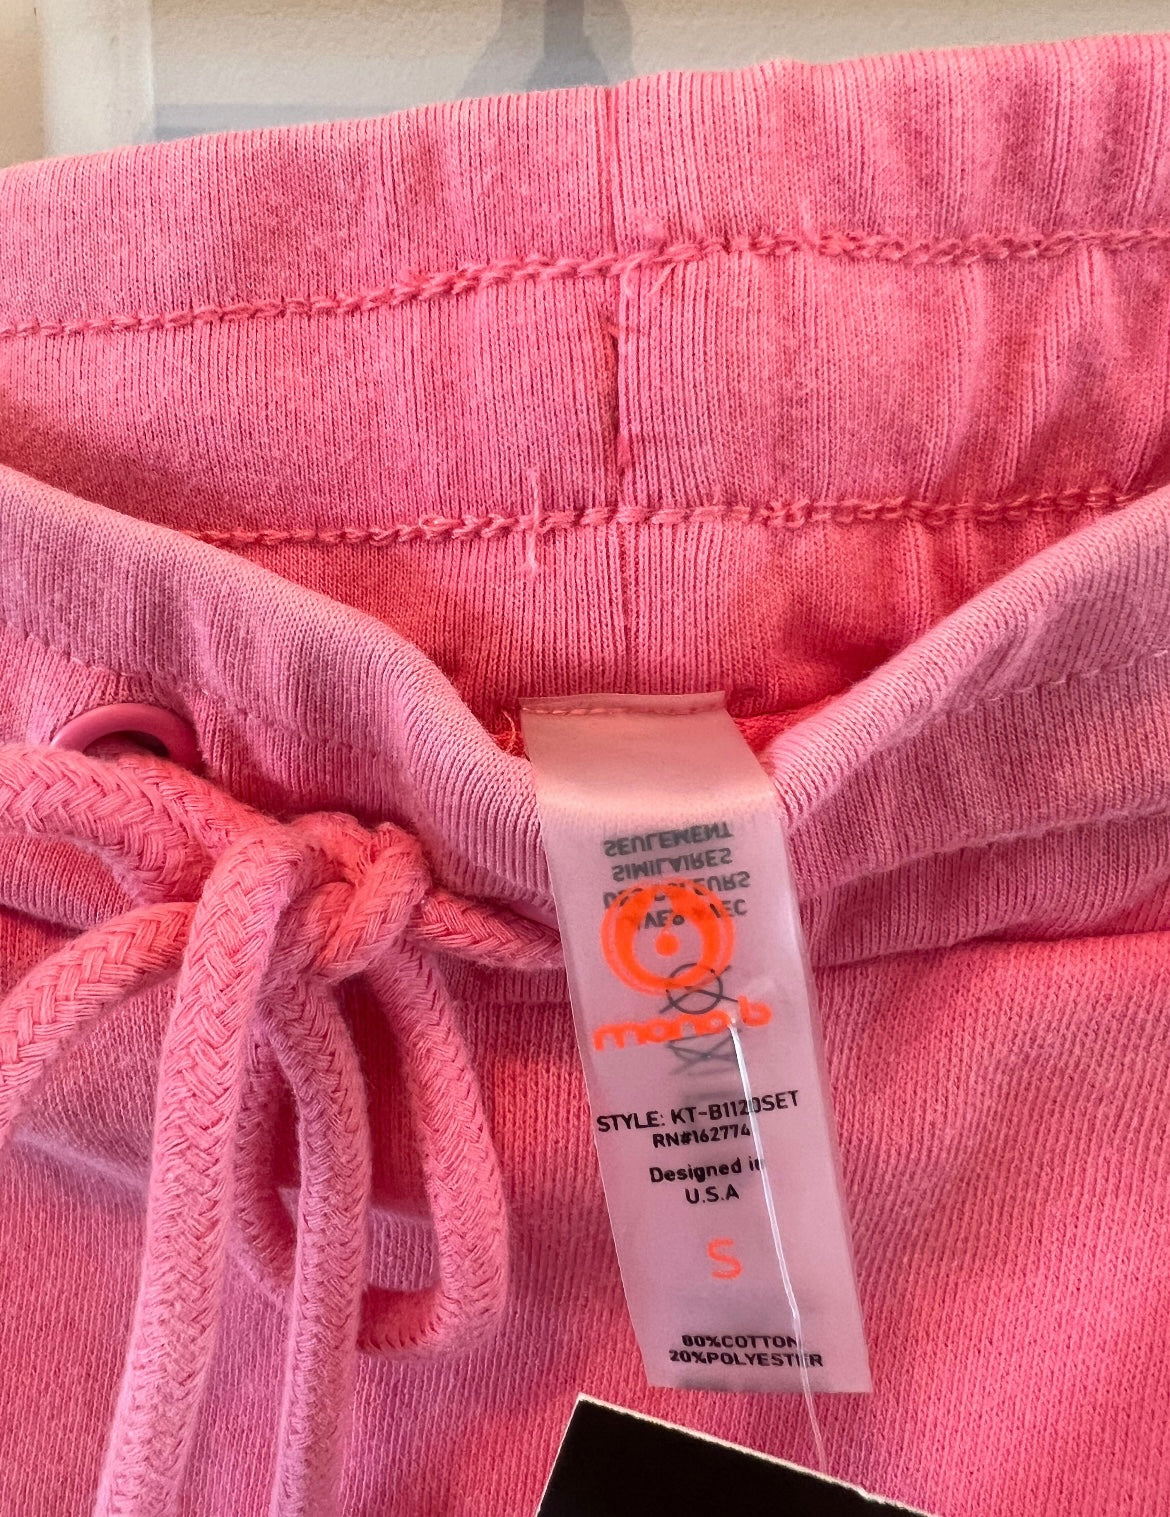 SEULEMENT
SIMILAIRES
mono b
STYLE: KT-B1120SET
RN#162774
Designed in
U.S.A
S
80%COTTON
20%POLYESTER